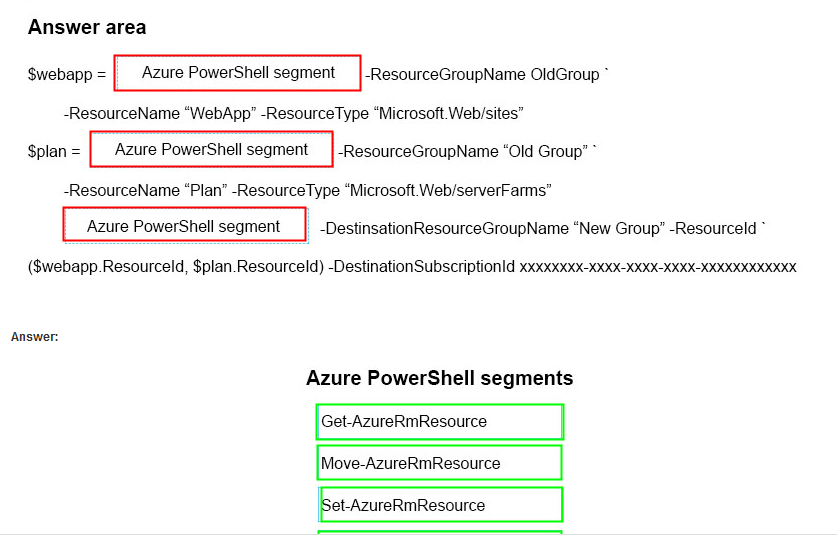 Answer area
$webapp = Azure PowerShell segment -ResourceGroupName OldGroup `
-ResourceName “WebApp” -ResourceType “Microsoft.Web/sites”
$plan = Azure PowerShell segment -ResourceGroupName “Old Group” `
-ResourceName “Plan” -ResourceType “Microsoft.Web/serverFarms”
Azure PowerShell segment -DestinsationResourceGroupName “New Group” -ResourceId `
($webapp.ResourceId, $plan.ResourceId) -DestinationSubscriptionId xxxxxxxx-xxxx-xxxx-xxxx-xxxxxxxxxxxx
Answer:
Azure PowerShell segments
Get-AzureRmResource
Move-AzureRmResource
Set-AzureRmResource